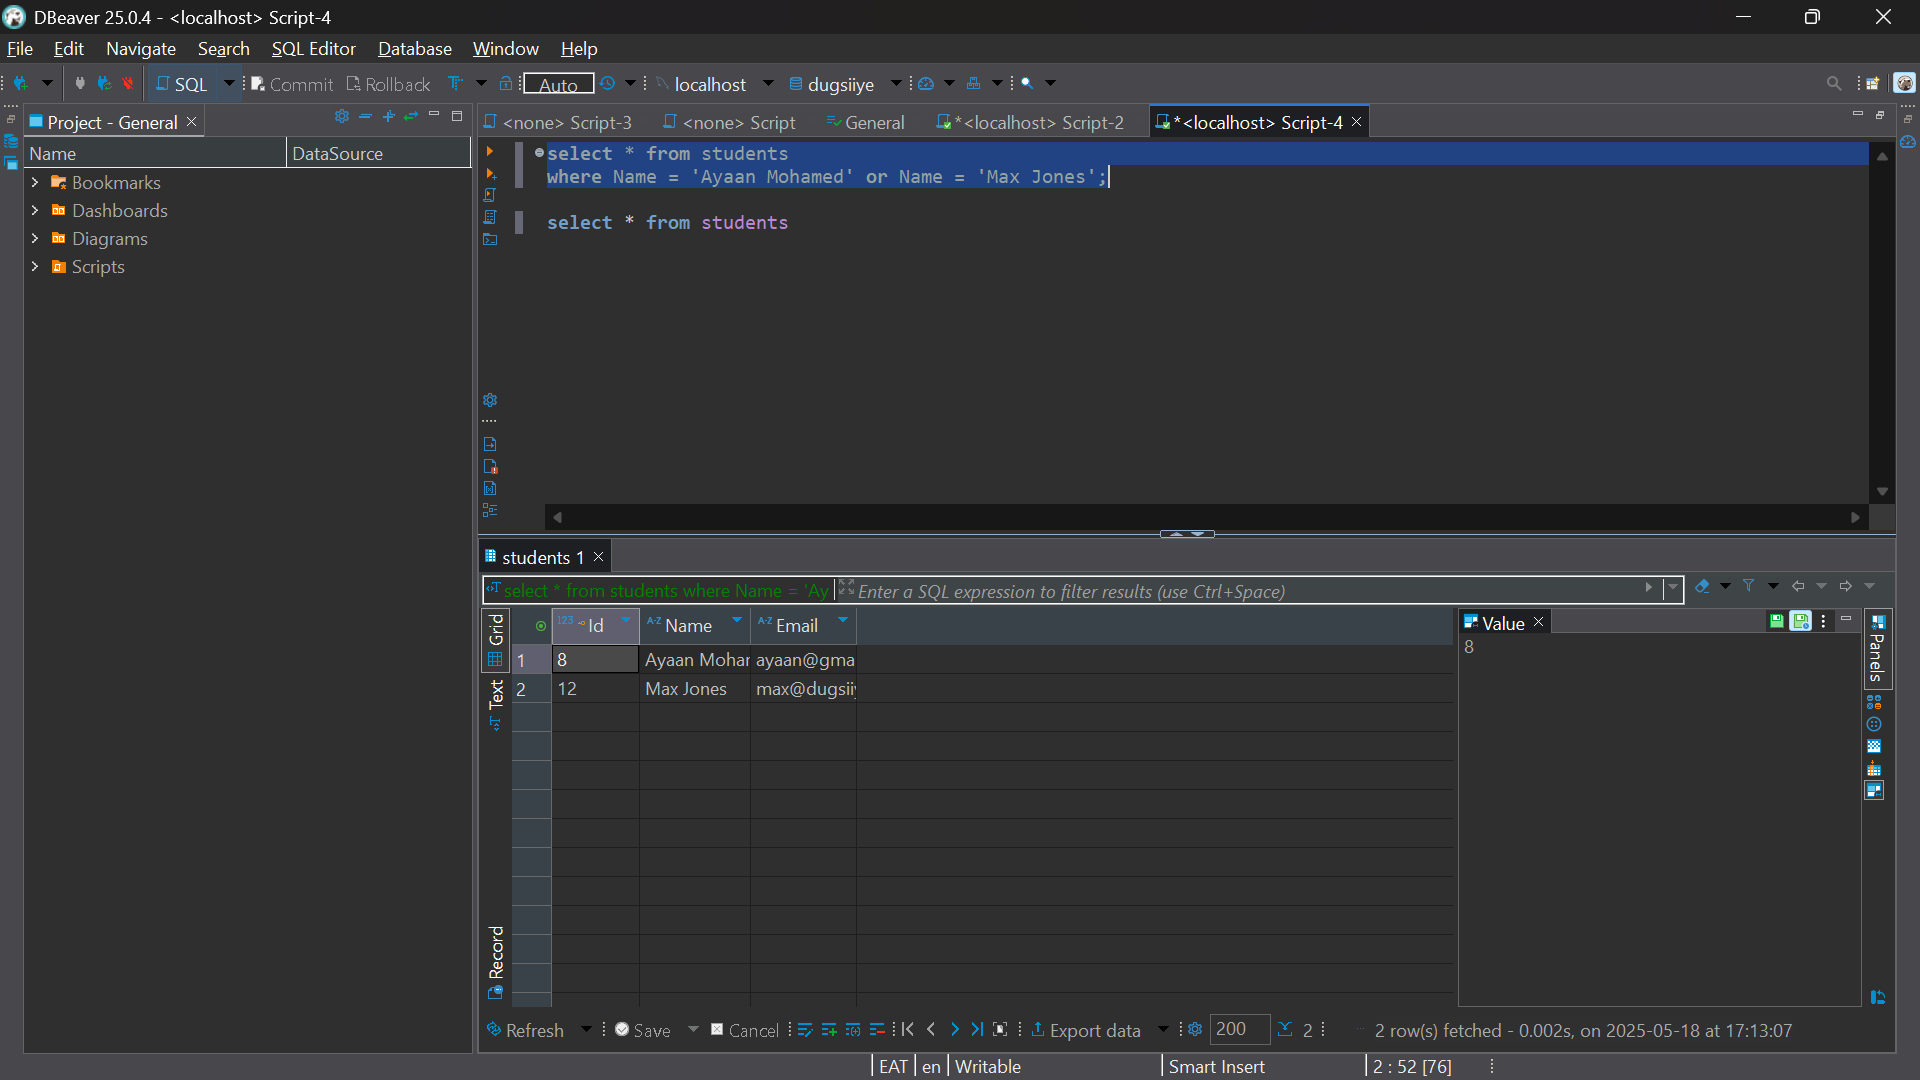 DBeaver 25.0.4 - <localhost> Script-4
File Edit Navigate Search SQL Editor Database Window Help
SQL Commit Rollback Auto localhost dugsiiye
Project - General
<none> Script-3 <none> Script General *<localhost> Script-2 *<localhost> Script-4
Name DataSource
Bookmarks
Dashboards
Diagrams
Scripts
select * from students
where Name = 'Ayaan Mohamed' or Name = 'Max Jones';
select * from students
students 1
select * from students where Name = 'Ay Enter a SQL expression to filter results (use Ctrl+Space)
Grid
Text
Record
123 Id A-Z Name A-Z Email
1 8 Ayaan Mohar ayaan@gma
2 12 Max Jones max@dugsiiy
Value
8
Panels
Refresh Save Cancel Export data 200 2 2 row(s) fetched - 0.002s, on 2025-05-18 at 17:13:07
EAT en Writable Smart Insert 2 : 52 [76]